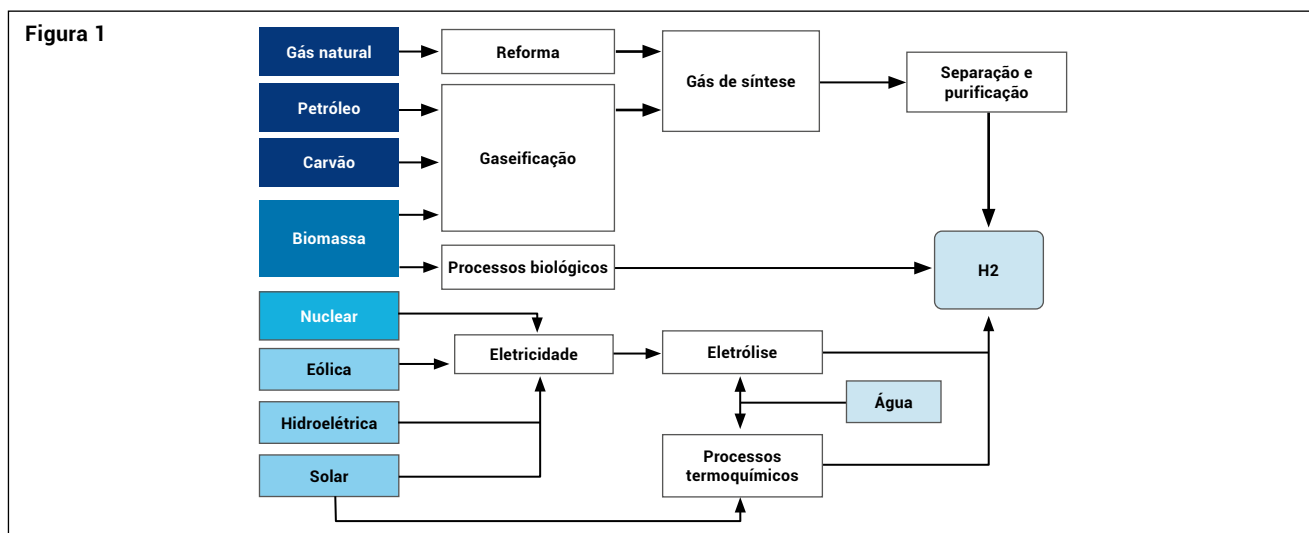 Figura 1
Gás natural
Reforma
Gás de síntese
Separação e
purificação
Petróleo
Carvão
Gaseificação
Biomassa
Processos biológicos
H2
Nuclear
Eólica
Eletricidade
Eletrólise
Água
Hidroelétrica
Solar
Processos
termoquímicos